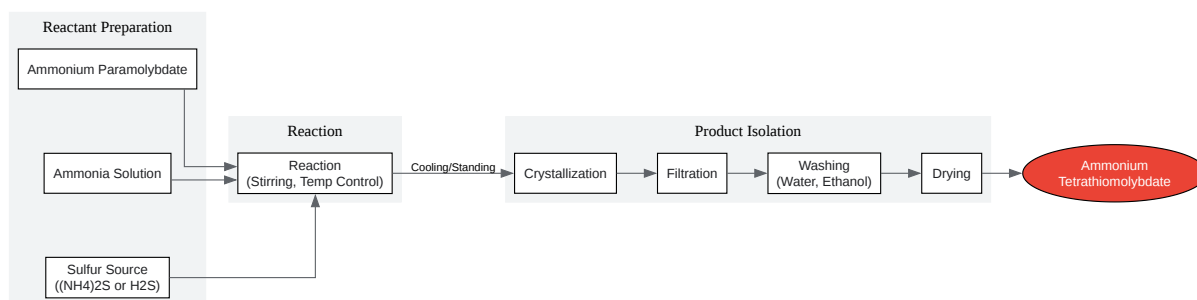 Reactant Preparation
Ammonium Paramolybdate
Ammonia Solution
Sulfur Source
((NH4)2S or H2S)
Reaction
Reaction
(Stirring, Temp Control)
Cooling/Standing
Product Isolation
Crystallization
Filtration
Washing
(Water, Ethanol)
Drying
Ammonium
Tetrathiomolybdate